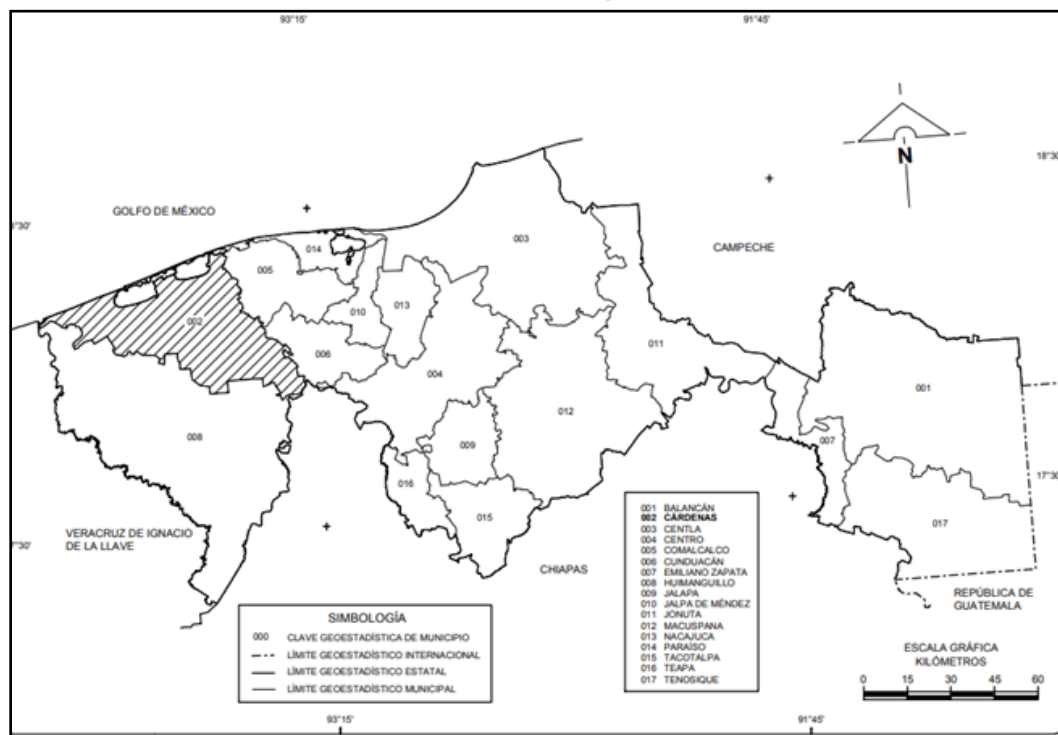 93°15'
91°45'
18°30'
N
GOLFO DE MÉXICO
8°30'
CAMPECHE
003
014
005
013
010
002
011
006
004
001
012
008
009
007
016
17°30'
015
017
VERACRUZ DE IGNACIO
DE LA LLAVE
7°30'
CHIAPAS
REPÚBLICA DE
GUATEMALA
001 BALANCÁN
002 CÁRDENAS
003 CENTLA
004 CENTRO
005 COMALCALCO
006 CUNDUACÁN
007 EMILIANO ZAPATA
008 HUIMANGUILLO
009 JALAPA
010 JALPA DE MÉNDEZ
011 JONUTA
012 MACUSPANA
013 NACAJUCA
014 PARAÍSO
015 TACOTALPA
016 TEAPA
017 TENOSIQUE
SIMBOLOGÍA
000 CLAVE GEOESTADÍSTICA DE MUNICIPIO
LÍMITE GEOESTADÍSTICO INTERNACIONAL
LÍMITE GEOESTADÍSTICO ESTATAL
LÍMITE GEOESTADÍSTICO MUNICIPAL
ESCALA GRÁFICA
KILÓMETROS
0 15 30 45 60
93°15'
91°45'